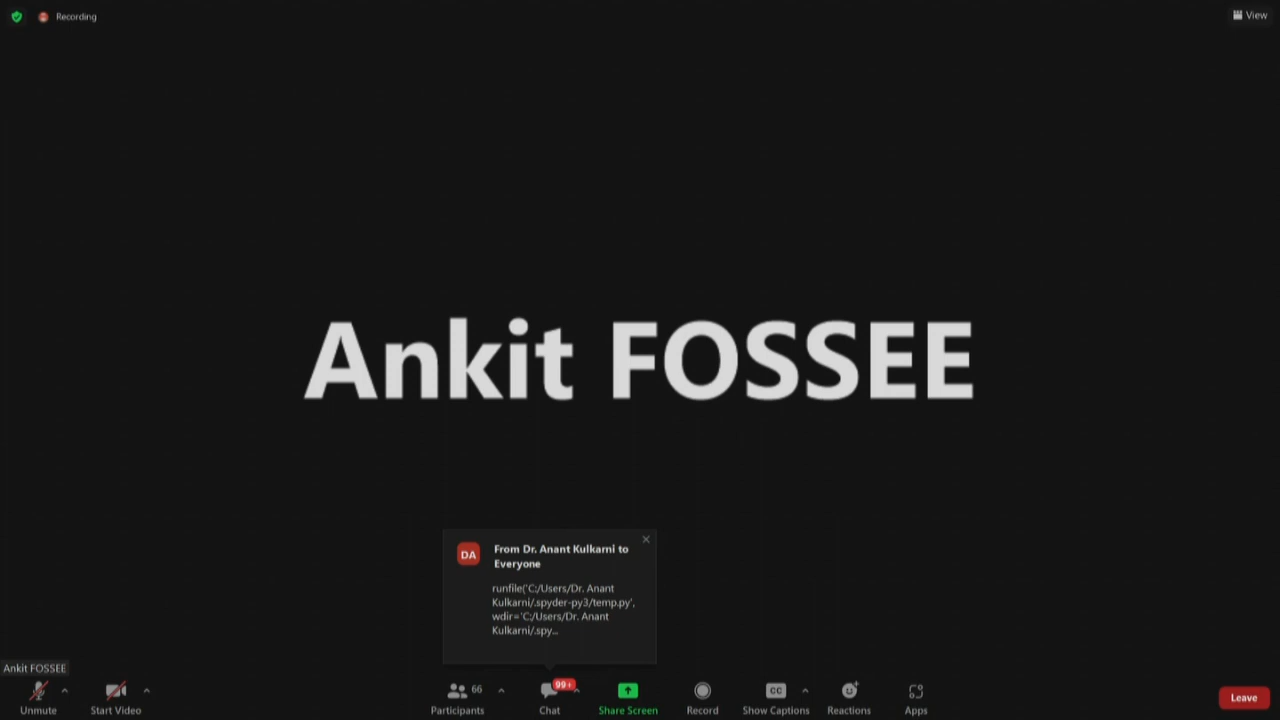 Recording
View
Ankit FOSSEE
From Dr. Anant Kulkarni to
Everyone
DA
runfile('C:/Users/Dr. Anant
Kulkarni/.spyder-py3/temp.py',
wdir='C:/Users/Dr. Anant
Kulkarni/.spy...
Ankit FOSSEE
66
99+
CC
Unmute
Start Video
Participants
Chat
Share Screen
Record
Show Captions
Reactions
Apps
Leave